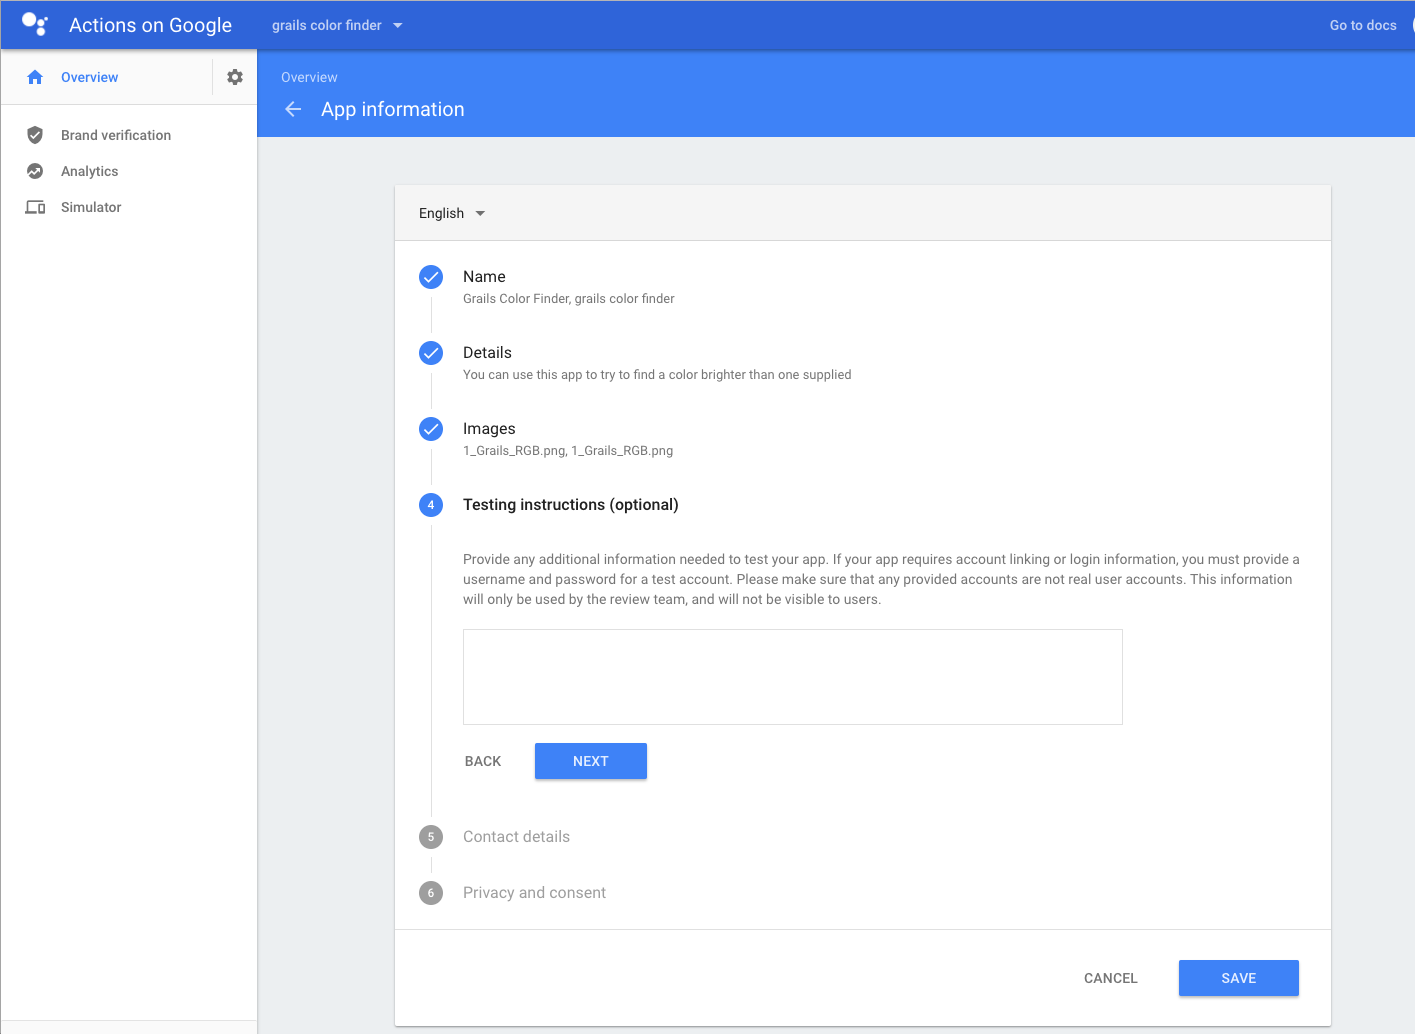 Actions on Google
grails color finder
Go to docs
Overview
Brand verification
Analytics
Simulator
Overview
App information
English
Name
Grails Color Finder, grails color finder
Details
You can use this app to try to find a color brighter than one supplied
Images
1_Grails_RGB.png, 1_Grails_RGB.png
4
Testing instructions (optional)
Provide any additional information needed to test your app. If your app requires account linking or login information, you must provide a
username and password for a test account. Please make sure that any provided accounts are not real user accounts. This information
will only be used by the review team, and will not be visible to users.
BACK
NEXT
5
Contact details
6
Privacy and consent
CANCEL
SAVE